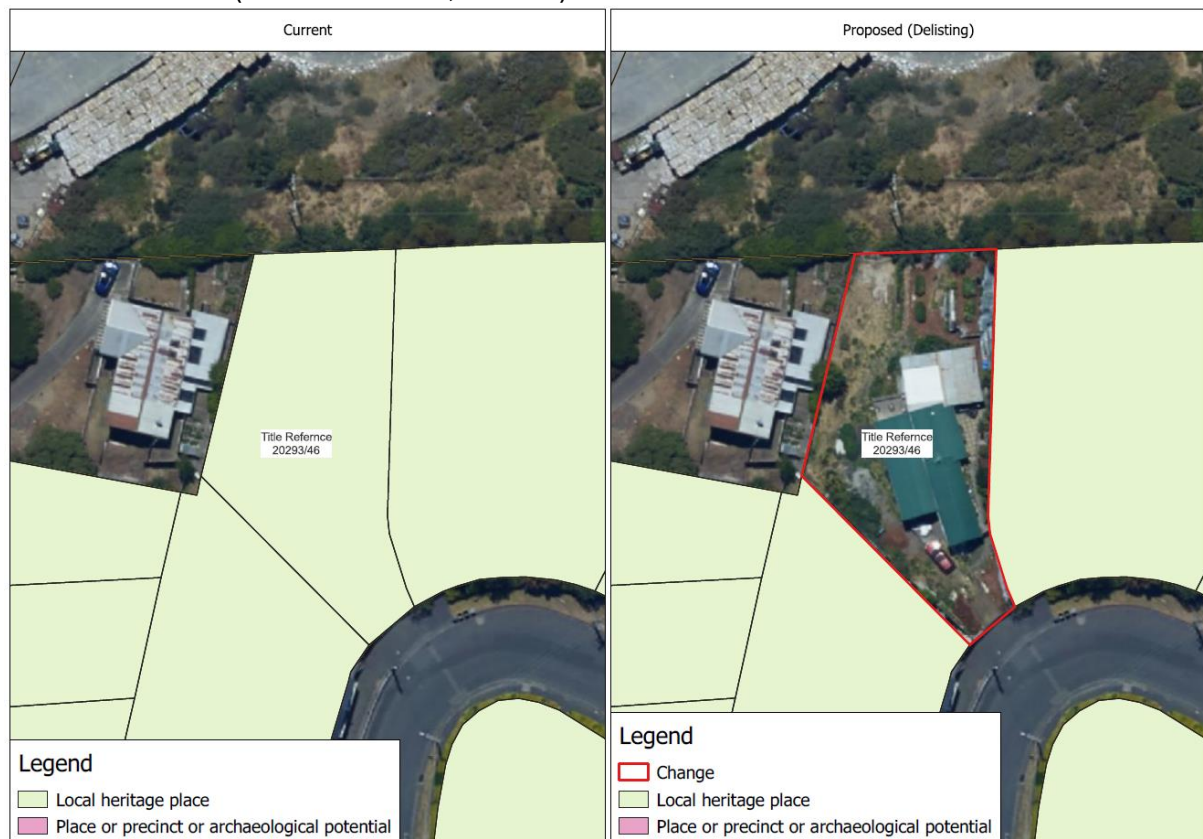 Current
Title Refernce
20293/46
Legend
Local heritage place
Place or precinct or archaeological potential
Proposed (Delisting)
Title Refernce
20293/46
Legend
Change
Local heritage place
Place or precinct or archaeological potential